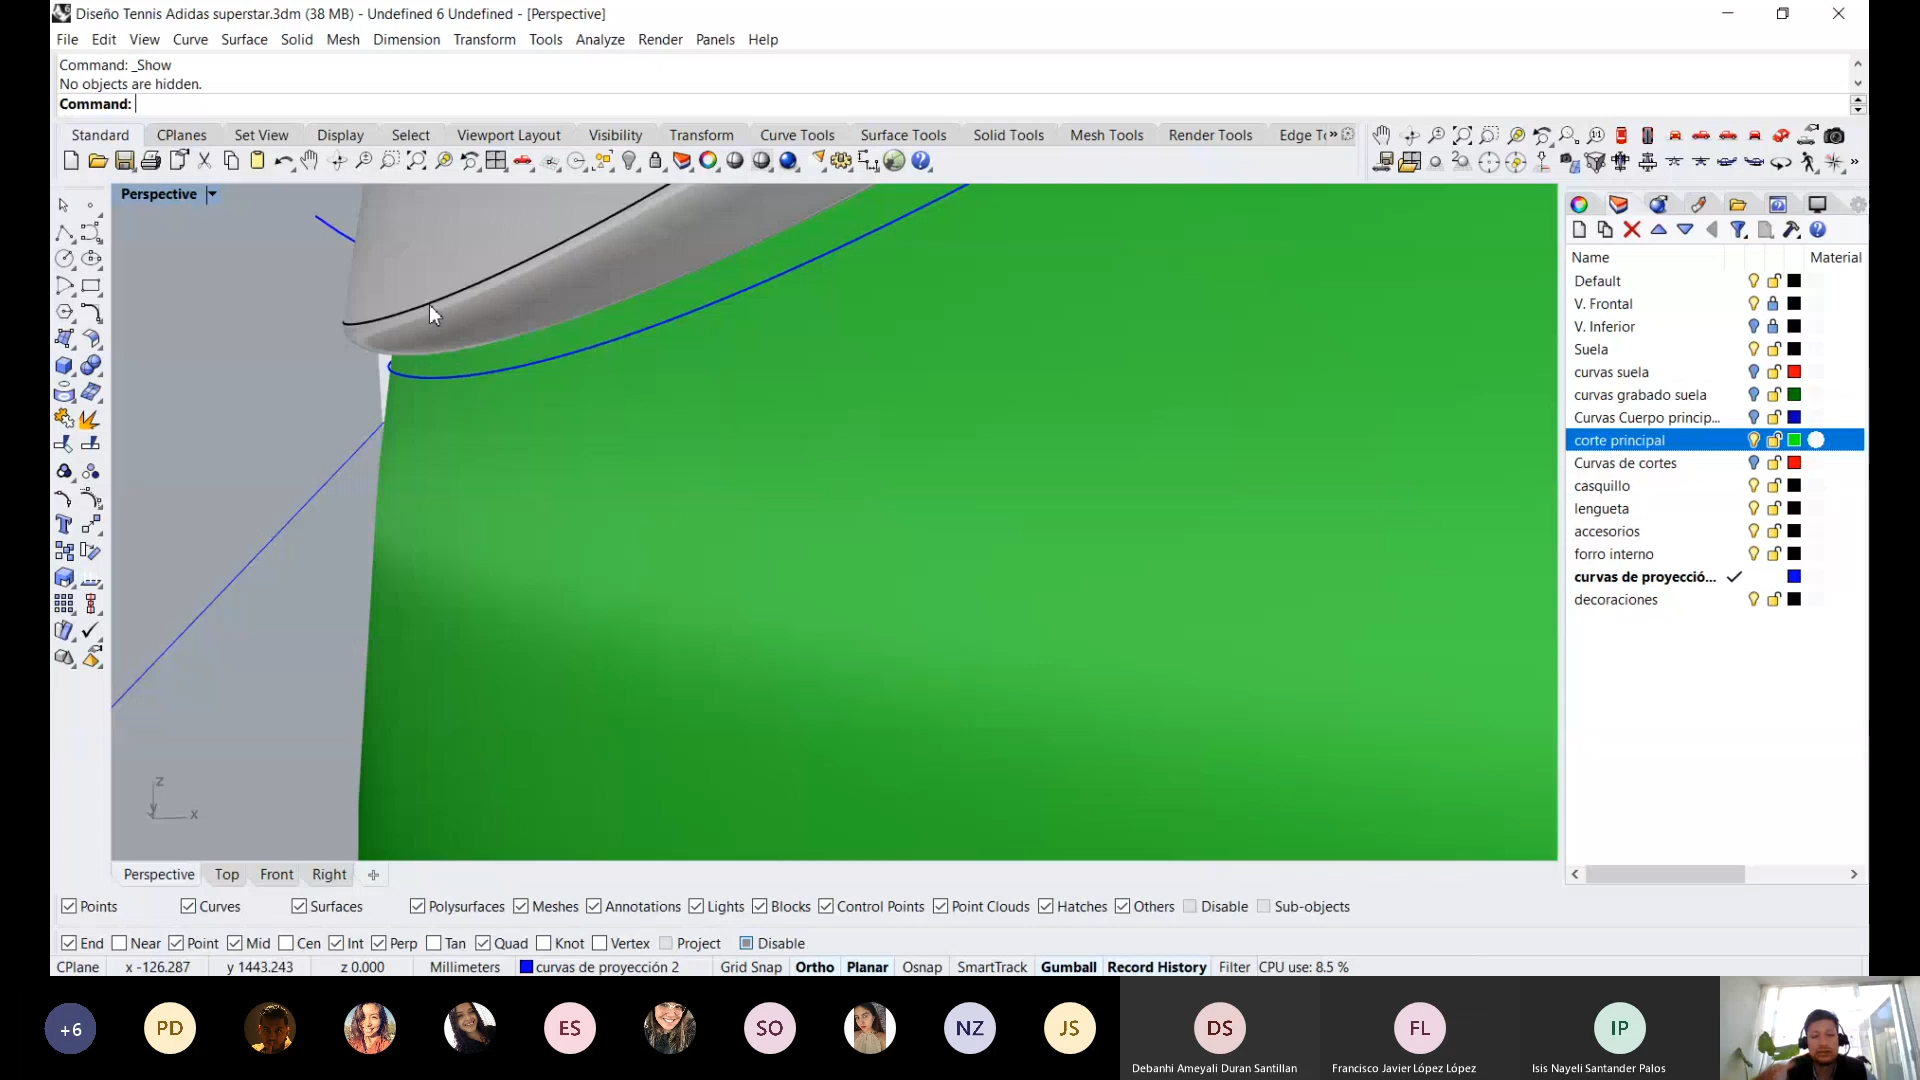 Diseño Tennis Adidas superstar.3dm (38 MB) - Undefined 6 Undefined - [Perspective]
File Edit View Curve Surface Solid Mesh Dimension Transform Tools Analyze Render Panels Help
Command: _Show
No objects are hidden.
Command:
Standard CPlanes Set View Display Select Viewport Layout Visibility Transform Curve Tools Surface Tools Solid Tools Mesh Tools Render Tools Edge To »
Perspective
Name Material
Default
V. Frontal
V. Inferior
Suela
curvas suela
curvas grabado suela
Curvas Cuerpo princip...
corte principal
Curvas de cortes
casquillo
lengueta
accesorios
forro interno
curvas de proyecció...
decoraciones
z
x
Perspective Top Front Right
Points Curves Surfaces Polysurfaces Meshes Annotations Lights Blocks Control Points Point Clouds Hatches Others Disable Sub-objects
End Near Point Mid Cen Int Perp Tan Quad Knot Vertex Project Disable
CPlane x -126.287 y 1443.243 z 0.000 Millimeters curvas de proyección 2 Grid Snap Ortho Planar Osnap SmartTrack Gumball Record History Filter CPU use: 8.5 %
+6 PD ES SO NZ JS DS FL IP
Debanhi Ameyali Duran Santillan Francisco Javier López López Isis Nayeli Santander Palos